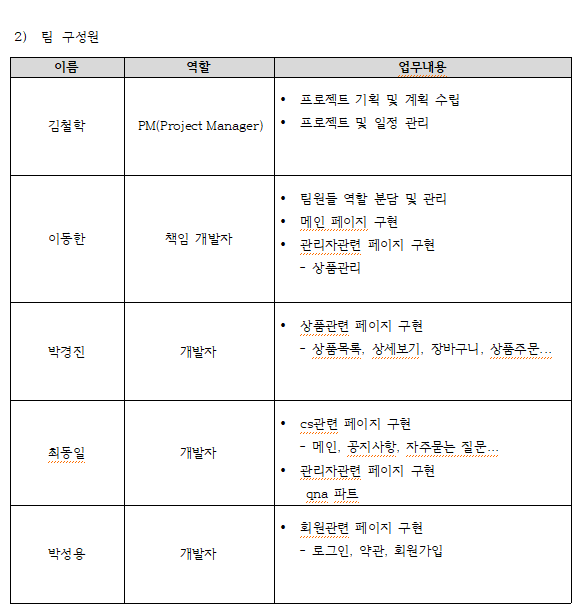 2) 팀 구성원
이름 역할 업무내용
김철학 PM(Project Manager)
• 프로젝트 기획 및 계획 수립
• 프로젝트 및 일정 관리
이동한 책임 개발자
• 팀원들 역할 분담 및 관리
• 메인 페이지 구현
• 관리자관련 페이지 구현
- 상품관리
박경진 개발자
• 상품관련 페이지 구현
- 상품목록, 상세보기, 장바구니, 상품주문...
최동일 개발자
• cs관련 페이지 구현
- 메인, 공지사항, 자주묻는 질문...
• 관리자관련 페이지 구현
qna 파트
박성용 개발자
• 회원관련 페이지 구현
- 로그인, 약관, 회원가입